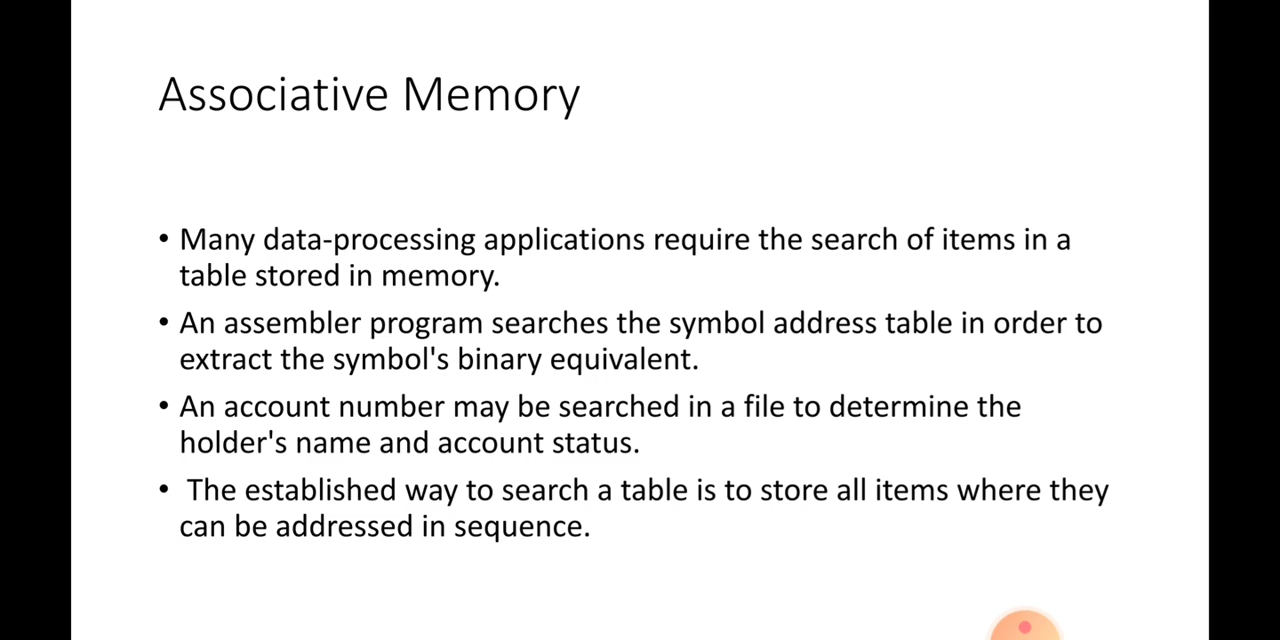 Associative Memory
• Many data-processing applications require the search of items in a
table stored in memory.
• An assembler program searches the symbol address table in order to
extract the symbol's binary equivalent.
• An account number may be searched in a file to determine the
holder's name and account status.
• The established way to search a table is to store all items where they
can be addressed in sequence.